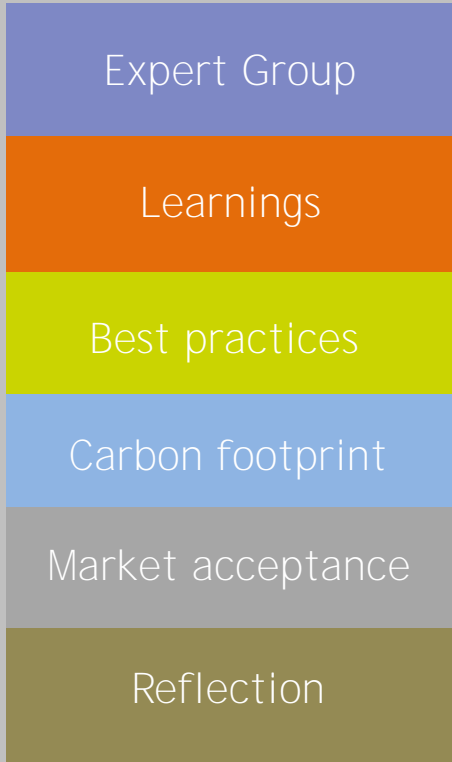 Expert Group
Learnings
Best practices
Carbon footprint
Market acceptance
Reflection